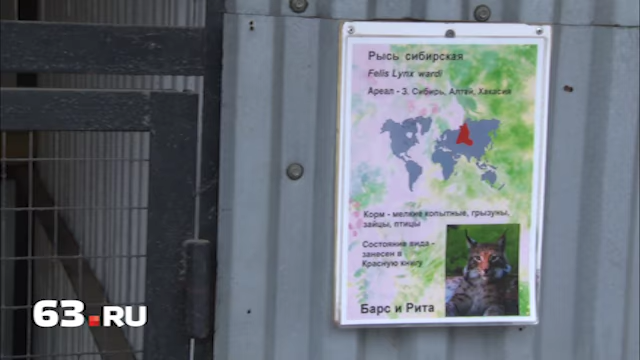 Рысь сибирская
Felis Lynx wardi
Ареал - З. Сибирь, Алтай, Хакасия
Корм - мелкие копытные, грызуны,
зайцы, птицы
Состояние вида -
занесен в
Красную книгу
Барс и Рита
63.RU